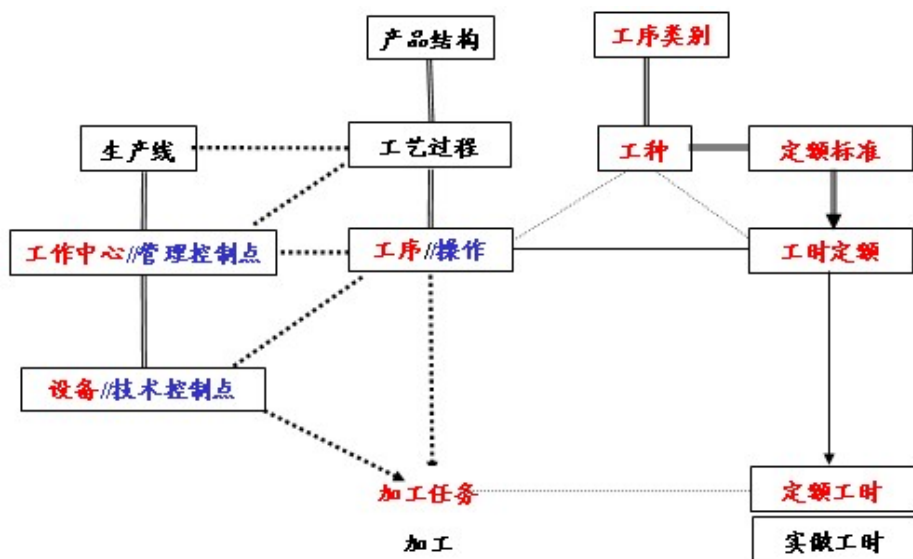 产品结构
工序类别
生产线
工艺过程
工种
定额标准
工作中心//管理控制点
工序//操作
工时定额
设备//技术控制点
加工任务
定额工时
加工
实做工时